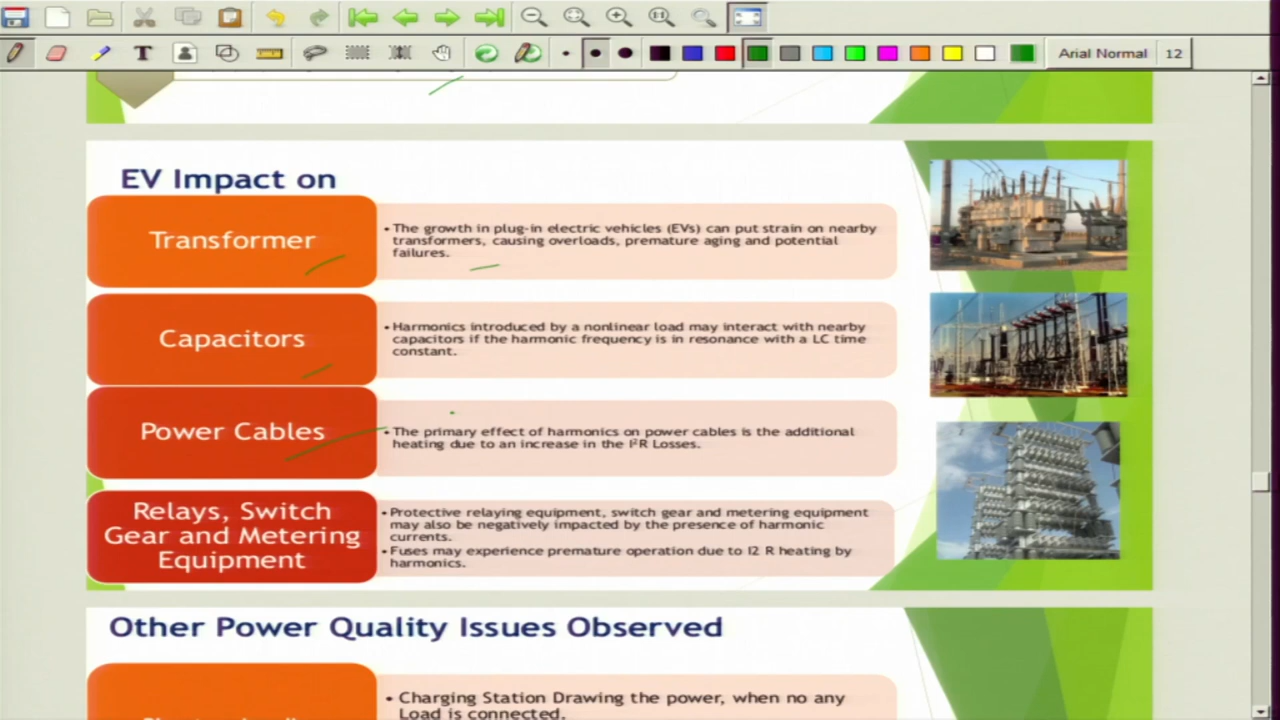 T
Arial Normal 12
EV Impact on
Transformer
• The growth in plug-in electric vehicles (EVs) can put strain on nearby
transformers, causing overloads, premature aging and potential
failures.
Capacitors
• Harmonics introduced by a nonlinear load may interact with nearby
capacitors if the harmonic frequency is in resonance with a LC time
constant.
Power Cables
• The primary effect of harmonics on power cables is the additional
heating due to an increase in the I²R Losses.
Relays, Switch
Gear and Metering
Equipment
• Protective relaying equipment, switch gear and metering equipment
may also be negatively impacted by the presence of harmonic
currents.
• Fuses may experience premature operation due to I2 R heating by
harmonics.
Other Power Quality Issues Observed
• Charging Station Drawing the power, when no any
Load is connected.